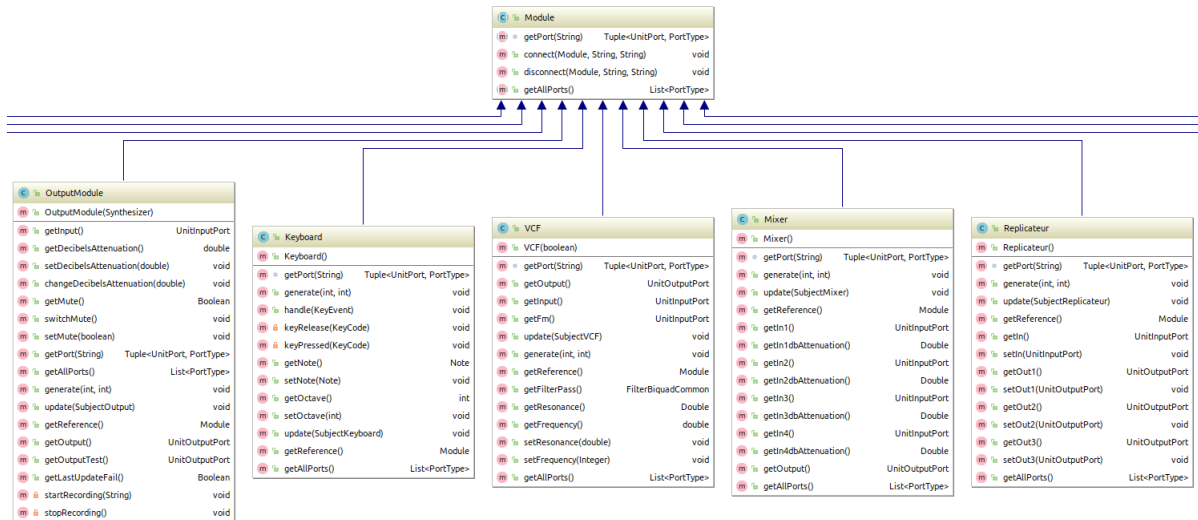 Module
getPort(String) Tuple<UnitPort, PortType>
connect(Module, String, String) void
disconnect(Module, String, String) void
getAllPorts() List<PortType>
OutputModule
OutputModule(Synthesizer)
getInput() UnitInputPort
getDecibelsAttenuation() double
setDecibelsAttenuation(double) void
changeDecibelsAttenuation(double) void
getMute() Boolean
switchMute() void
setMute(boolean) void
getPort(String) Tuple<UnitPort, PortType>
getAllPorts() List<PortType>
generate(int, int) void
update(SubjectOutput) void
getReference() Module
getOutput() UnitOutputPort
getOutputTest() UnitOutputPort
getLastUpdateFail() Boolean
startRecording(String) void
stopRecording() void
Keyboard
Keyboard()
getPort(String) Tuple<UnitPort, PortType>
generate(int, int) void
handle(KeyEvent) void
keyRelease(KeyCode) void
keyPressed(KeyCode) void
getNote() Note
setNote(Note) void
getOctave() int
setOctave(int) void
update(SubjectKeyboard) void
getReference() Module
getAllPorts() List<PortType>
VCF
VCF(boolean)
getPort(String) Tuple<UnitPort, PortType>
getOutput() UnitOutputPort
getInput() UnitInputPort
getFm() UnitInputPort
update(SubjectVCF) void
generate(int, int) void
getReference() Module
getFilterPass() FilterBiquadCommon
getResonance() Double
getFrequency() double
setResonance(double) void
setFrequency(Integer) void
getAllPorts() List<PortType>
Mixer
Mixer()
getPort(String) Tuple<UnitPort, PortType>
generate(int, int) void
update(SubjectMixer) void
getReference() Module
getIn1() UnitInputPort
getIn1dbAttenuation() Double
getIn2() UnitInputPort
getIn2dbAttenuation() Double
getIn3() UnitInputPort
getIn3dbAttenuation() Double
getIn4() UnitInputPort
getIn4dbAttenuation() Double
getOutput() UnitOutputPort
getAllPorts() List<PortType>
Replicateur
Replicateur()
getPort(String) Tuple<UnitPort, PortType>
generate(int, int) void
update(SubjectReplicateur) void
getReference() Module
getIn() UnitInputPort
setIn(UnitInputPort) void
getOut1() UnitOutputPort
setOut1(UnitOutputPort) void
getOut2() UnitOutputPort
setOut2(UnitOutputPort) void
getOut3() UnitOutputPort
setOut3(UnitOutputPort) void
getAllPorts() List<PortType>